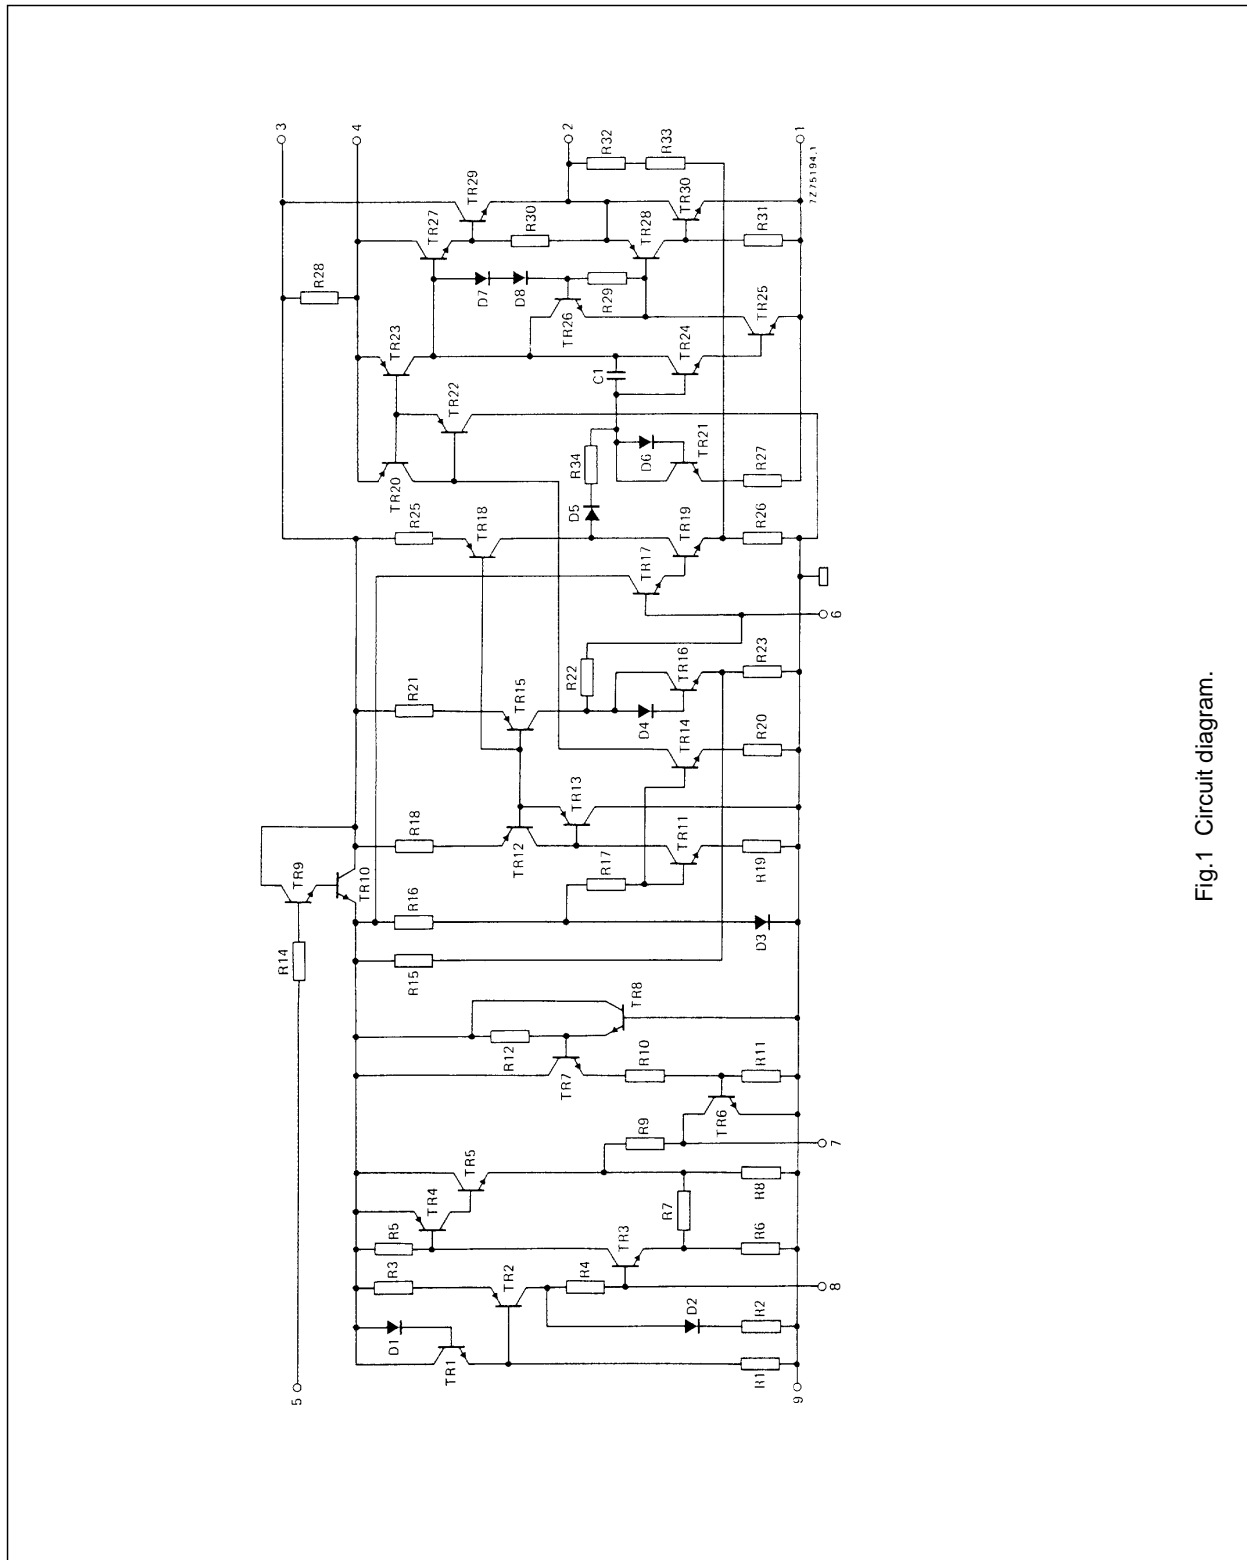 TR9
R14
3
5
R28
TR10
4
D1
R3
R5
R15
R16
R18
R21
R25
TR20
TR23
TR1
TR4
TR22
TR27
TR5
TR18
TR29
TR2
R12
TR12
TR15
D7
D8
R30
TR7
TR13
R22
D5
R34
TR26
2
R4
TR3
TR8
R17
C1
R29
R32
R9
R10
D4
TR17
D6
TR28
R7
D2
TR11
TR14
TR16
TR19
TR21
TR24
TR30
R33
TR6
R1
R2
R6
R8
R11
D3
R19
R20
R23
R26
R27
TR25
R31
9
1
7Z75194.1
8
7
6
Fig.1 Circuit diagram.